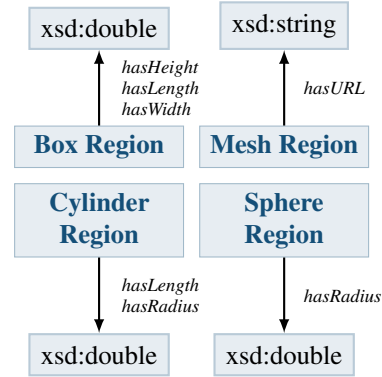 xsd:double
xsd:string
hasHeight
hasLength
hasWidth
hasURL
Box Region
Mesh Region
Cylinder
Region
Sphere
Region
hasLength
hasRadius
hasRadius
xsd:double
xsd:double